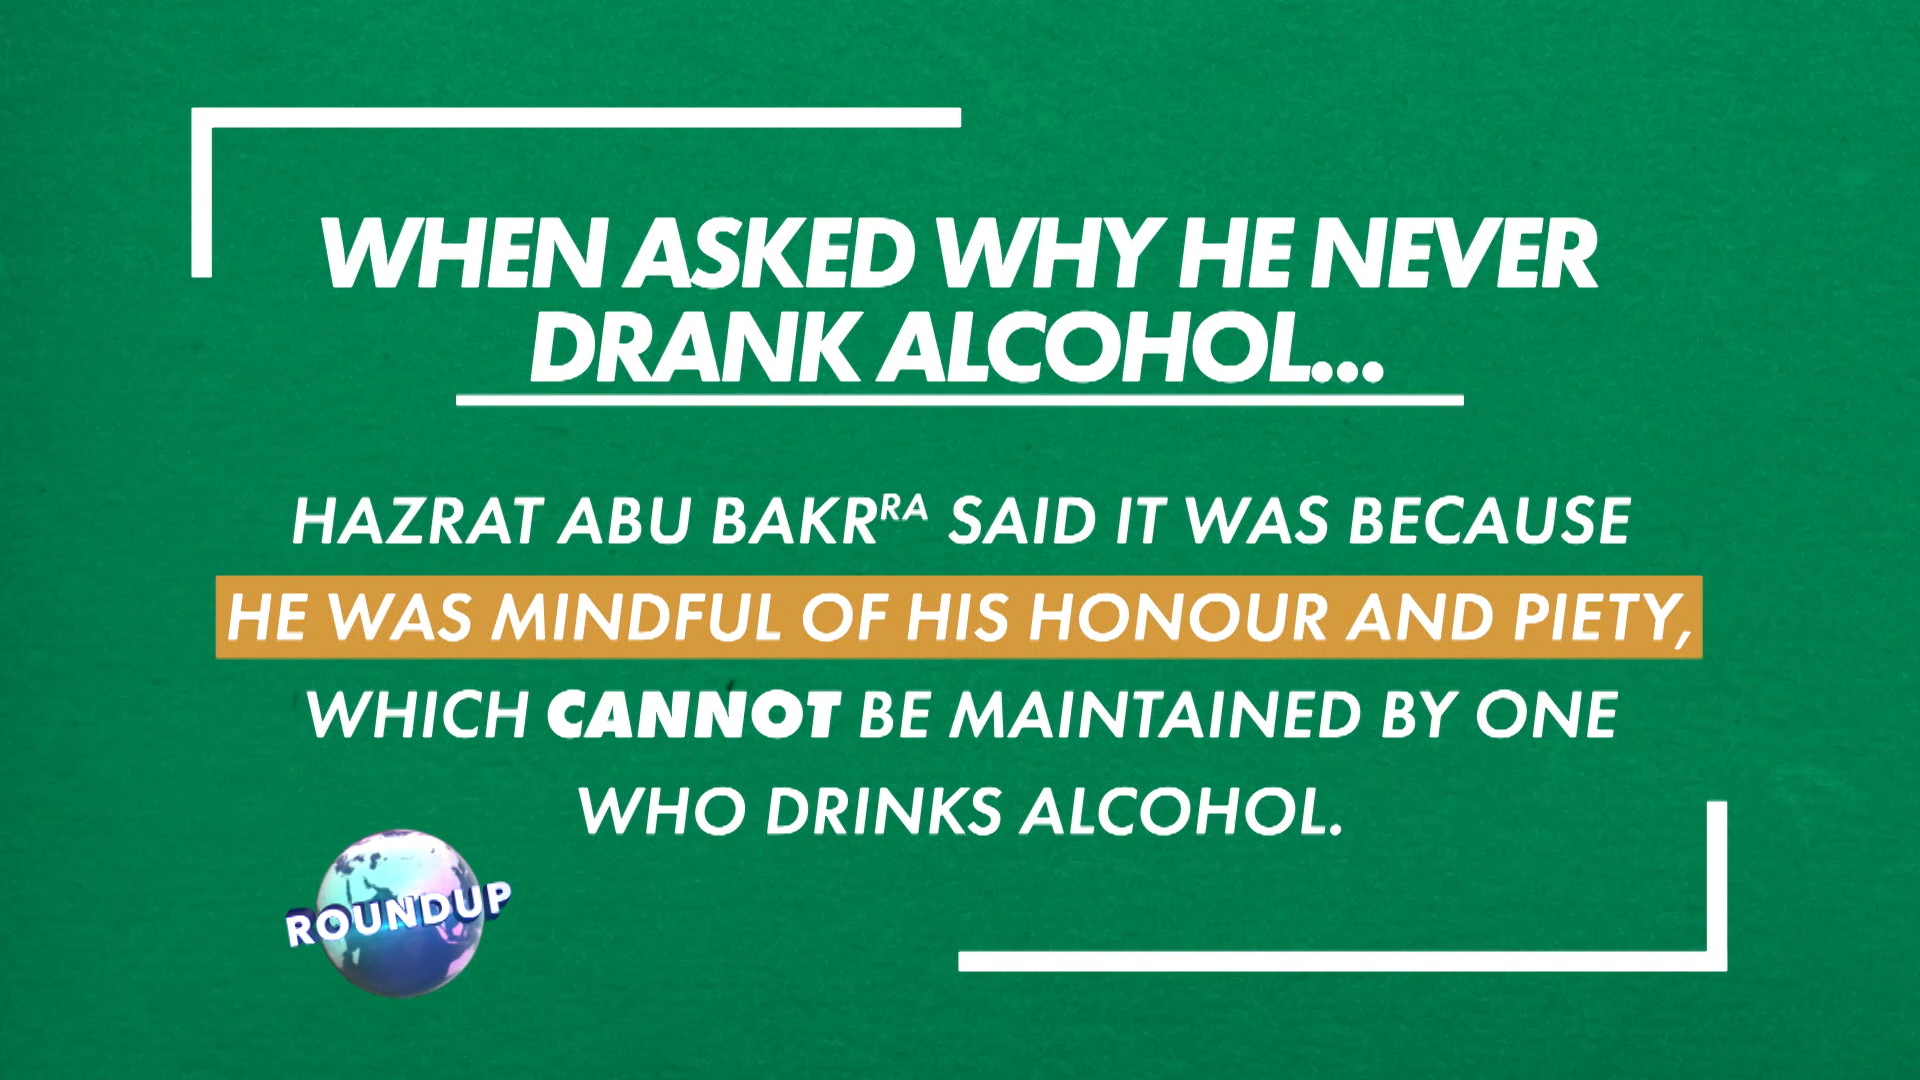 WHEN ASKED WHY HE NEVER
DRANK ALCOHOL...
HAZRAT ABU BAKRᴿᴬ SAID IT WAS BECAUSE
HE WAS MINDFUL OF HIS HONOUR AND PIETY,
WHICH CANNOT BE MAINTAINED BY ONE
WHO DRINKS ALCOHOL.
ROUNDUP